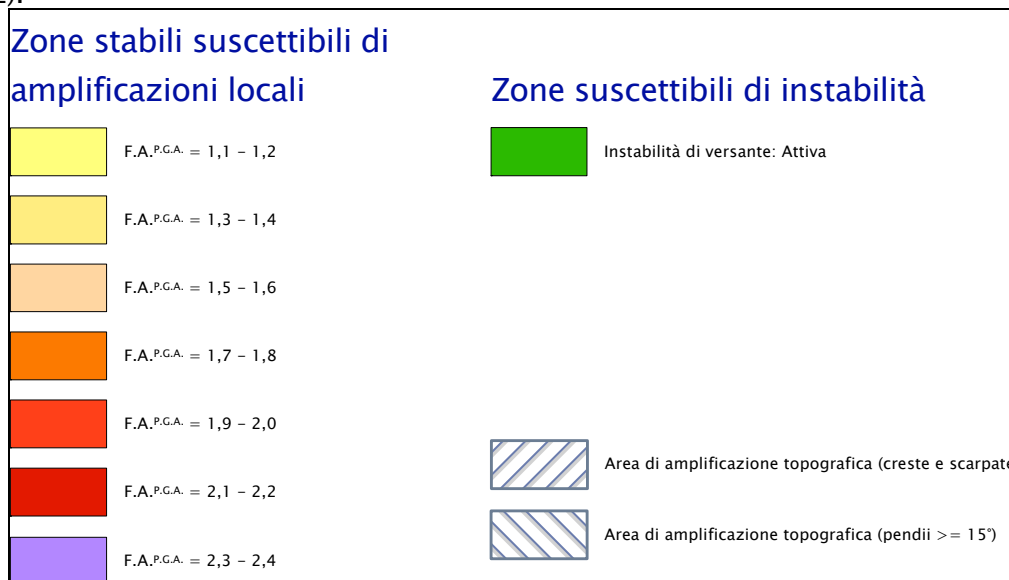 Zone stabili suscettibili di
amplificazioni locali
F.A.P.G.A. = 1,1 – 1,2
F.A.P.G.A. = 1,3 – 1,4
F.A.P.G.A. = 1,5 – 1,6
F.A.P.G.A. = 1,7 – 1,8
F.A.P.G.A. = 1,9 – 2,0
F.A.P.G.A. = 2,1 – 2,2
F.A.P.G.A. = 2,3 – 2,4
Zone suscettibili di instabilità
Instabilità di versante: Attiva
Area di amplificazione topografica (creste e scarpate
Area di amplificazione topografica (pendii >= 15°)